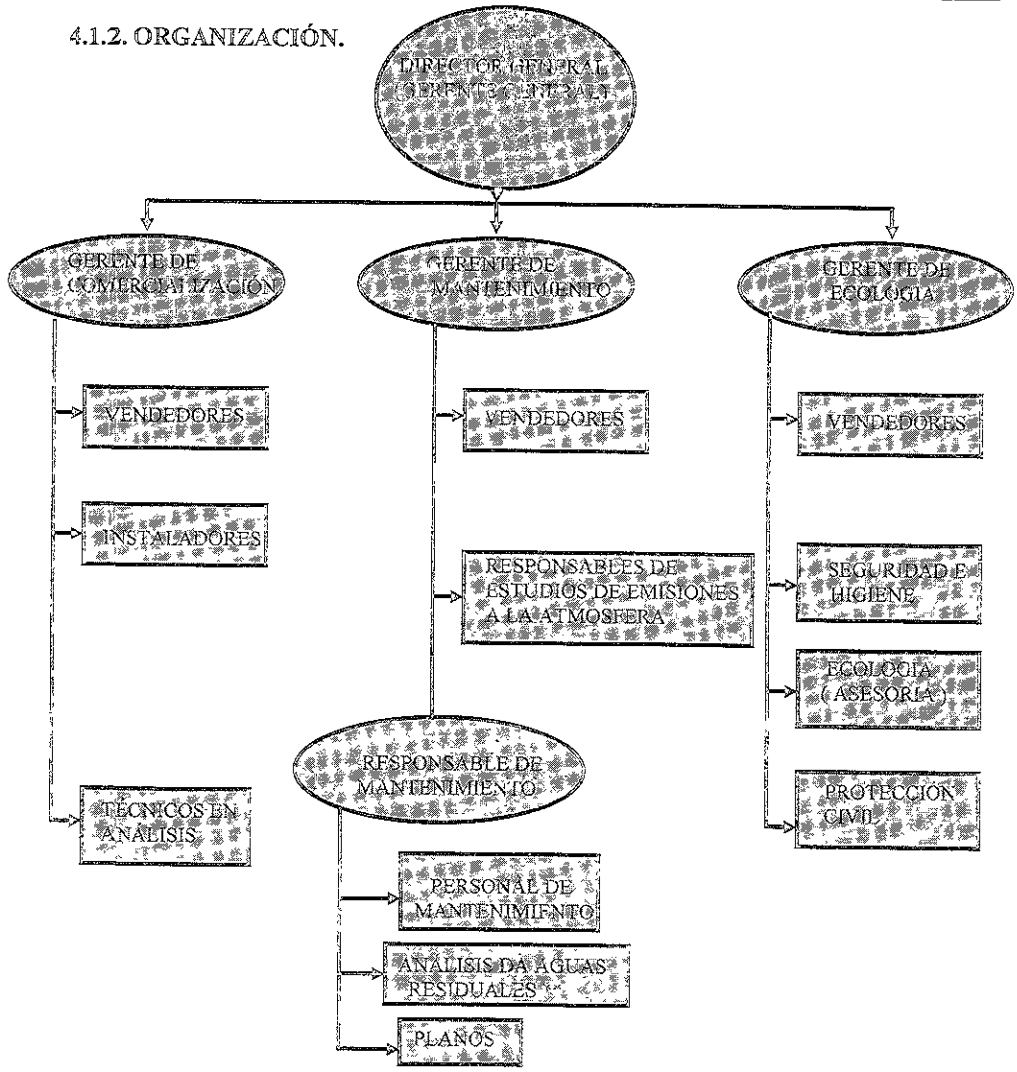 4.1.2. ORGANIZACIÓN.
DIRECTOR GENERAL
(GERENTE GENERAL)
GERENTE DE
COMERCIALIZACIÓN
GERENTE DE
MANTENIMIENTO
GERENTE DE
ECOLOGIA
VENDEDORES
VENDEDORES
VENDEDORES
INSTALADORES
RESPONSABLES DE
ESTUDIOS DE EMISIONES
A LA ATMOSFERA
SEGURIDAD E
HIGIENE
ECOLOGIA
( ASESORIA )
RESPONSABLE DE
MANTENIMIENTO
TÉCNICOS EN
ANÁLISIS
PROTECCIÓN
CIVIL
PERSONAL DE
MANTENIMIENTO
ANÁLISIS DA AGUAS
RESIDUALES
PLANOS